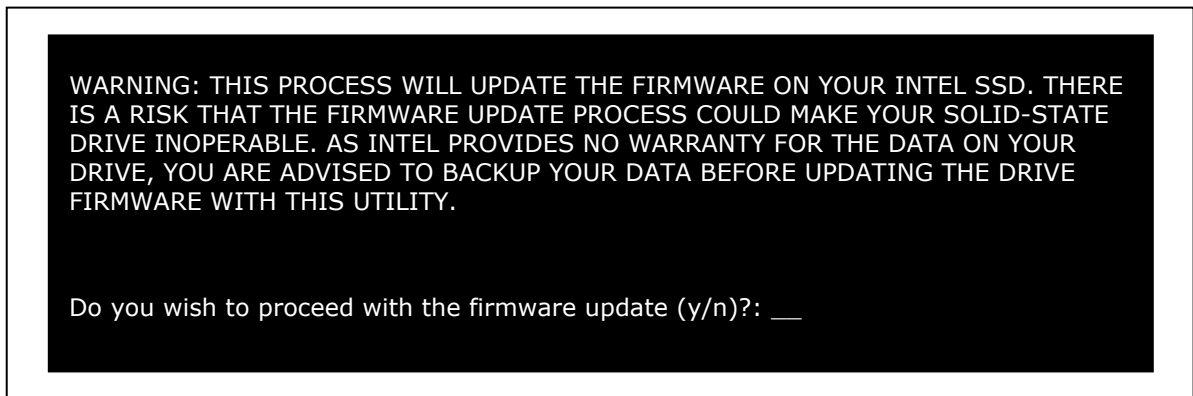 WARNING: THIS PROCESS WILL UPDATE THE FIRMWARE ON YOUR INTEL SSD. THERE
IS A RISK THAT THE FIRMWARE UPDATE PROCESS COULD MAKE YOUR SOLID-STATE
DRIVE INOPERABLE. AS INTEL PROVIDES NO WARRANTY FOR THE DATA ON YOUR
DRIVE, YOU ARE ADVISED TO BACKUP YOUR DATA BEFORE UPDATING THE DRIVE
FIRMWARE WITH THIS UTILITY.
Do you wish to proceed with the firmware update (y/n)?: __